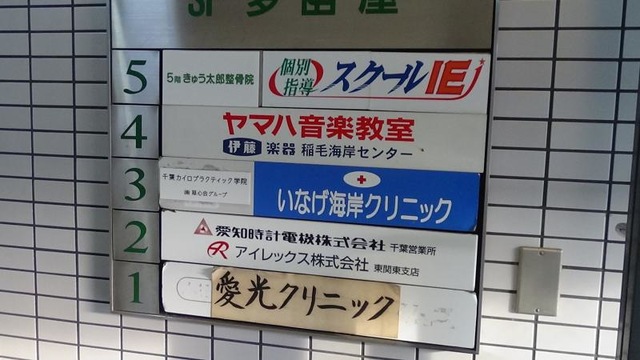 5
5階 きゅう太郎整骨院
個別指導 スクールIE
4
ヤマハ音楽教室
伊藤楽器 稲毛海岸センター
3
千葉カイロプラクティック学院
いなげ海岸クリニック
2
愛知時計電機株式会社 千葉営業所
アイレックス株式会社 東関東支店
1
愛光クリニック